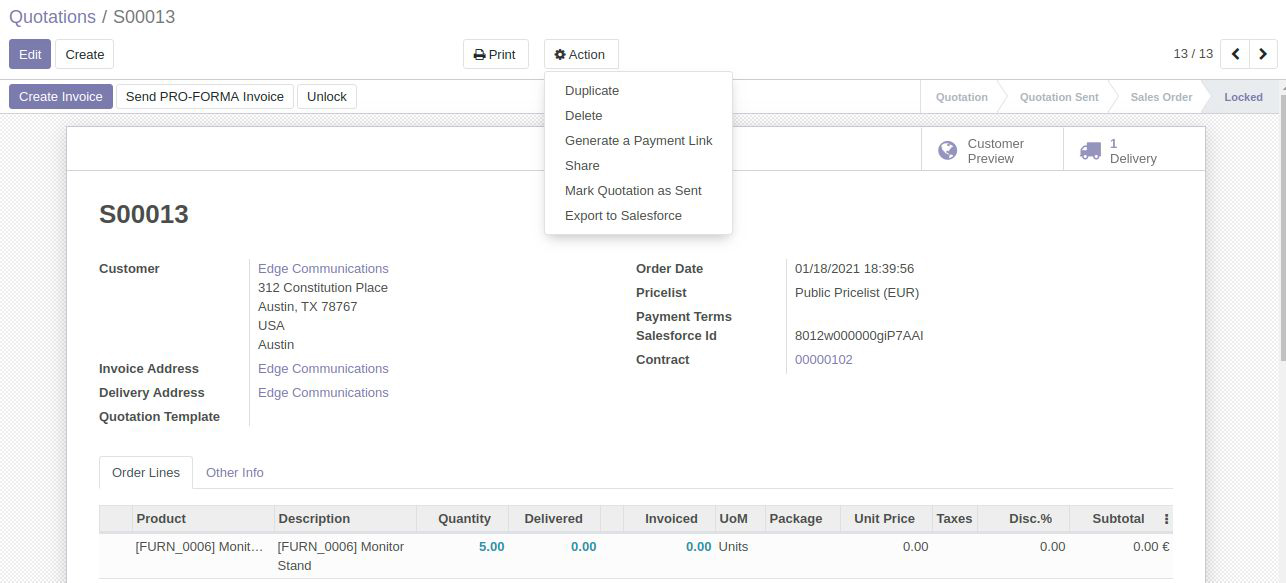 Quotations / S00013
Edit Create Print Action 13 / 13
Create Invoice Send PRO-FORMA Invoice Unlock Quotation Quotation Sent Sales Order Locked
Duplicate
Delete
Generate a Payment Link
Share
Mark Quotation as Sent
Export to Salesforce
Customer
Preview
1
Delivery
S00013
Customer Edge Communications
312 Constitution Place
Austin, TX 78767
USA
Austin
Invoice Address Edge Communications
Delivery Address Edge Communications
Quotation Template
Order Date 01/18/2021 18:39:56
Pricelist Public Pricelist (EUR)
Payment Terms
Salesforce Id 8012w000000giP7AAI
Contract 00000102
Order Lines Other Info
Product Description Quantity Delivered Invoiced UoM Package Unit Price Taxes Disc.% Subtotal
[FURN_0006] Monit… [FURN_0006] Monitor 5.00 0.00 0.00 Units 0.00 0.00 0.00 €
Stand